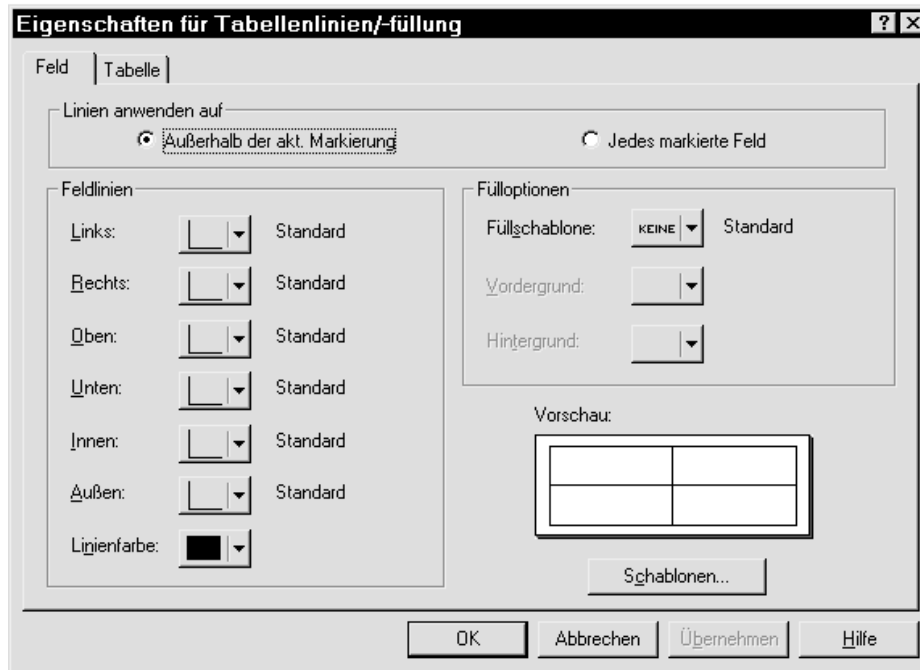 Eigenschaften für Tabellenlinien/-füllung
Feld
Tabelle
Linien anwenden auf
Außerhalb der akt. Markierung
Jedes markierte Feld
Feldlinien
Links: Standard
Rechts: Standard
Oben: Standard
Unten: Standard
Innen: Standard
Außen: Standard
Linienfarbe:
Fülloptionen
Füllschablone: KEINE Standard
Vordergrund:
Hintergrund:
Vorschau:
Schablonen...
OK Abbrechen Übernehmen Hilfe